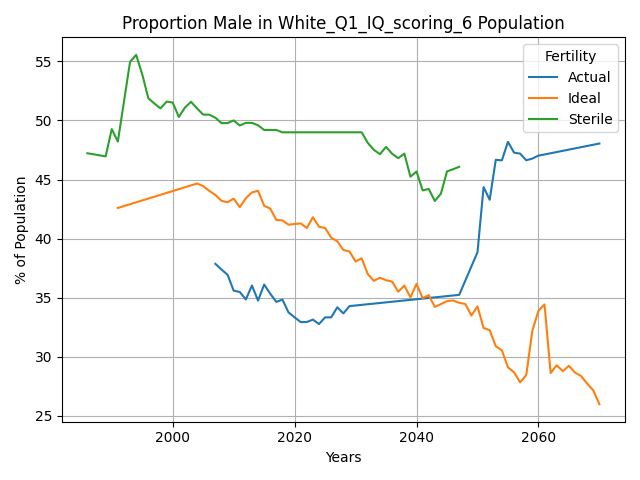 Proportion Male in White_Q1_IQ_scoring_6 Population
Fertility
Actual
Ideal
Sterile
% of Population
55
50
45
40
35
30
25
2000
2020
2040
2060
Years